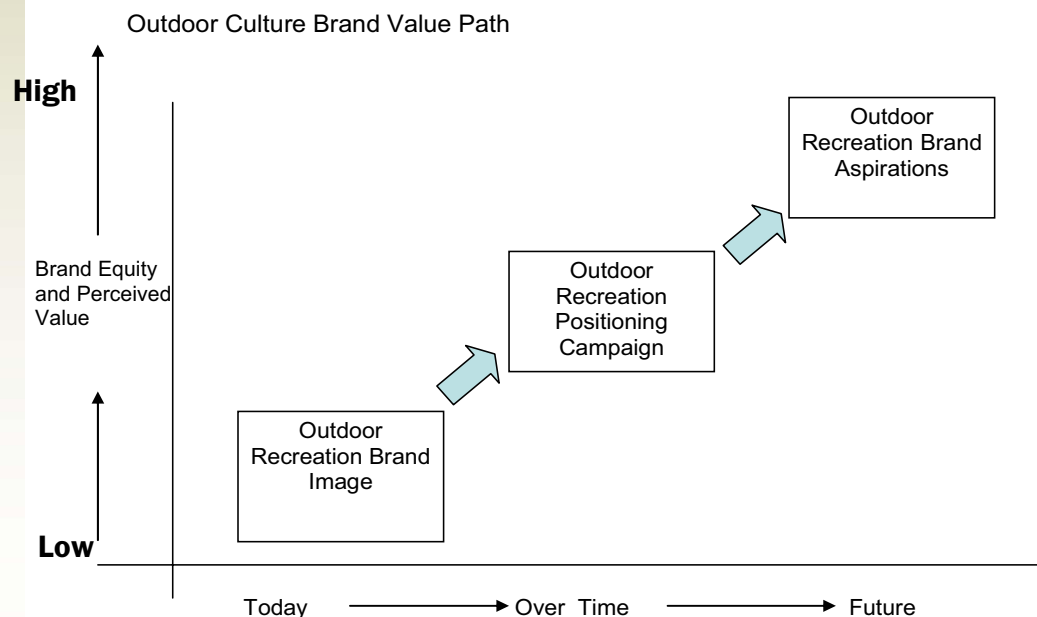 Outdoor Culture Brand Value Path
High
Outdoor
Recreation Brand
Aspirations
Brand Equity
and Perceived
Value
Outdoor
Recreation
Positioning
Campaign
Outdoor
Recreation Brand
Image
Low
Today
Over Time
Future